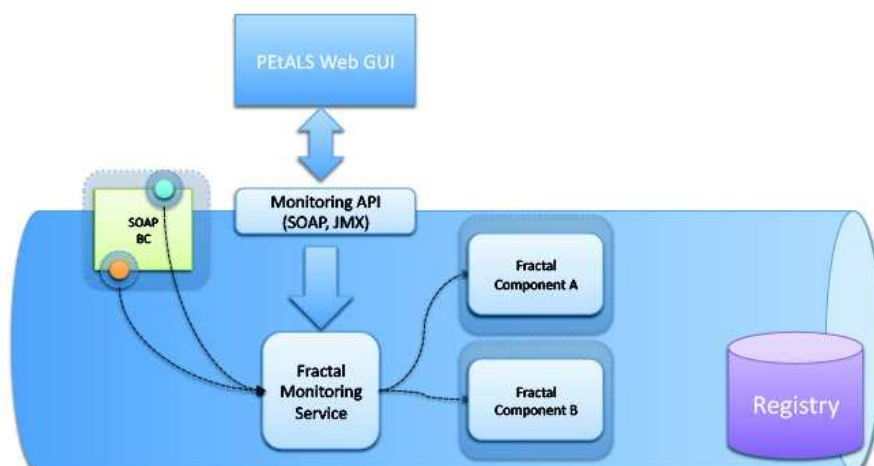 PEtALS Web GUI
Monitoring API
(SOAP, JMX)
SOAP
BC
Fractal
Component A
Fractal
Monitoring
Service
Fractal
Component B
Registry